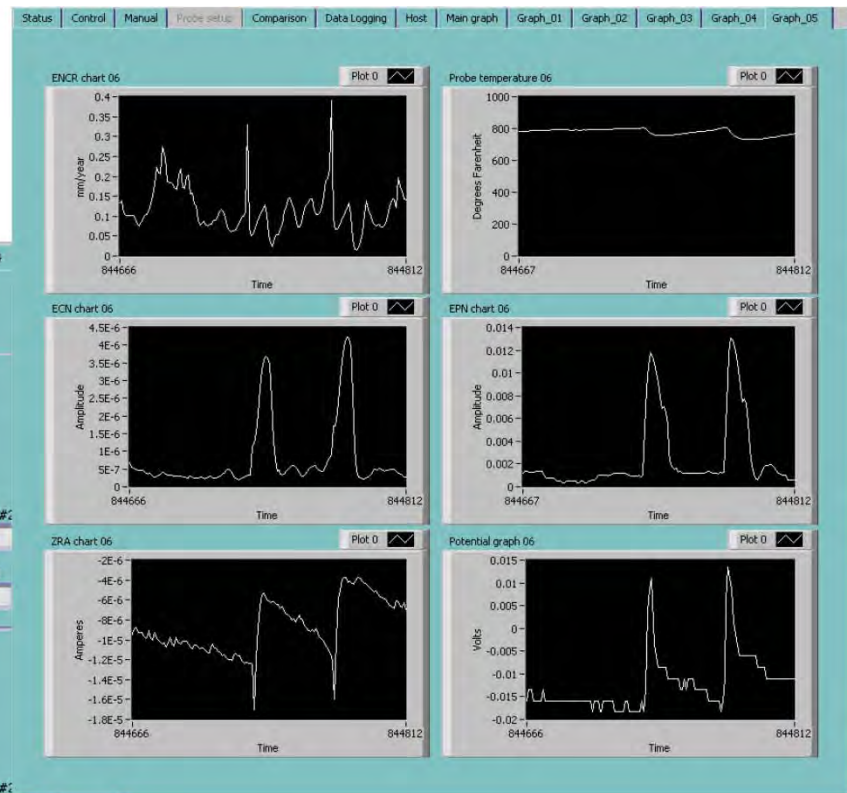 Status Control Manual Probe setup Comparison Data Logging Host Main graph Graph_01 Graph_02 Graph_03 Graph_04 Graph_05
ENCR chart 06 Plot 0
0.4
0.35
0.3
0.25
0.2
0.15
0.1
0.05
0
mm/year
844666 844812
Time
Probe temperature 06 Plot 0
1000
800
600
400
200
0
Degrees Farenheit
844667 844812
Time
ECN chart 06 Plot 0
4.5E-6
4E-6
3.5E-6
3E-6
2.5E-6
2E-6
1.5E-6
1E-6
5E-7
0
Amplitude
844666 844812
Time
EPN chart 06 Plot 0
0.014
0.012
0.01
0.008
0.006
0.004
0.002
0
Amplitude
844667 844812
Time
ZRA chart 06 Plot 0
-2E-6
-4E-6
-6E-6
-8E-6
-1E-5
-1.2E-5
-1.4E-5
-1.6E-5
-1.8E-5
Amperes
844666 844812
Time
Potential graph 06 Plot 0
0.015
0.01
0.005
0
-0.005
-0.01
-0.015
-0.02
Volts
844666 844812
Time
#2